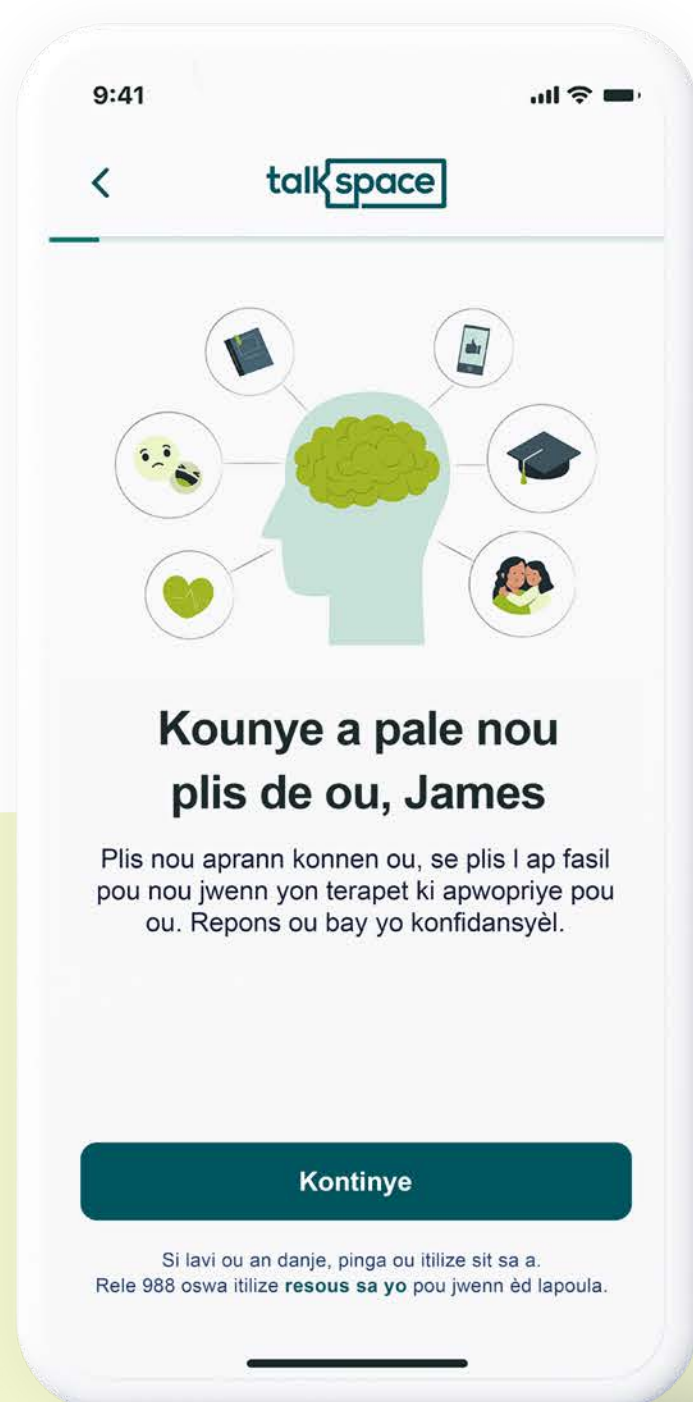 9:41
talkspace
Kounye a pale nou
plis de ou, James
Plis nou aprann konnen ou, se plis l ap fasil
pou nou jwenn yon terapet ki apwopriye pou
ou. Repons ou bay yo konfidansyèl.
Kontinye
Si lavi ou an danje, pinga ou itilize sit sa a.
Rele 988 oswa itilize resous sa yo pou jwenn èd lapoula.